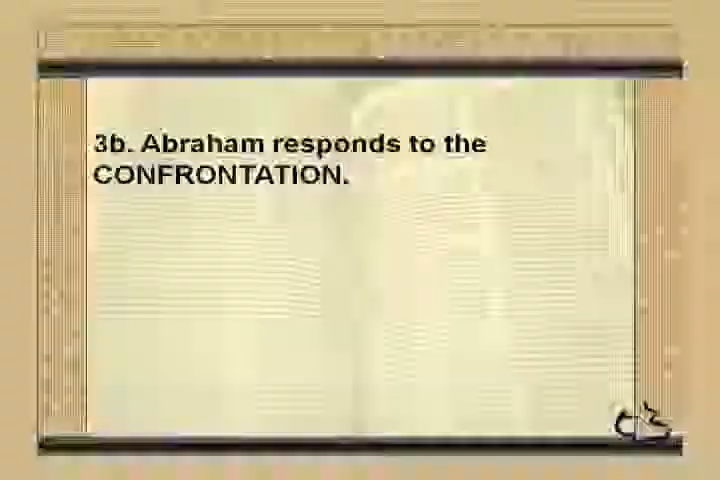 3b. Abraham responds to the
CONFRONTATION.